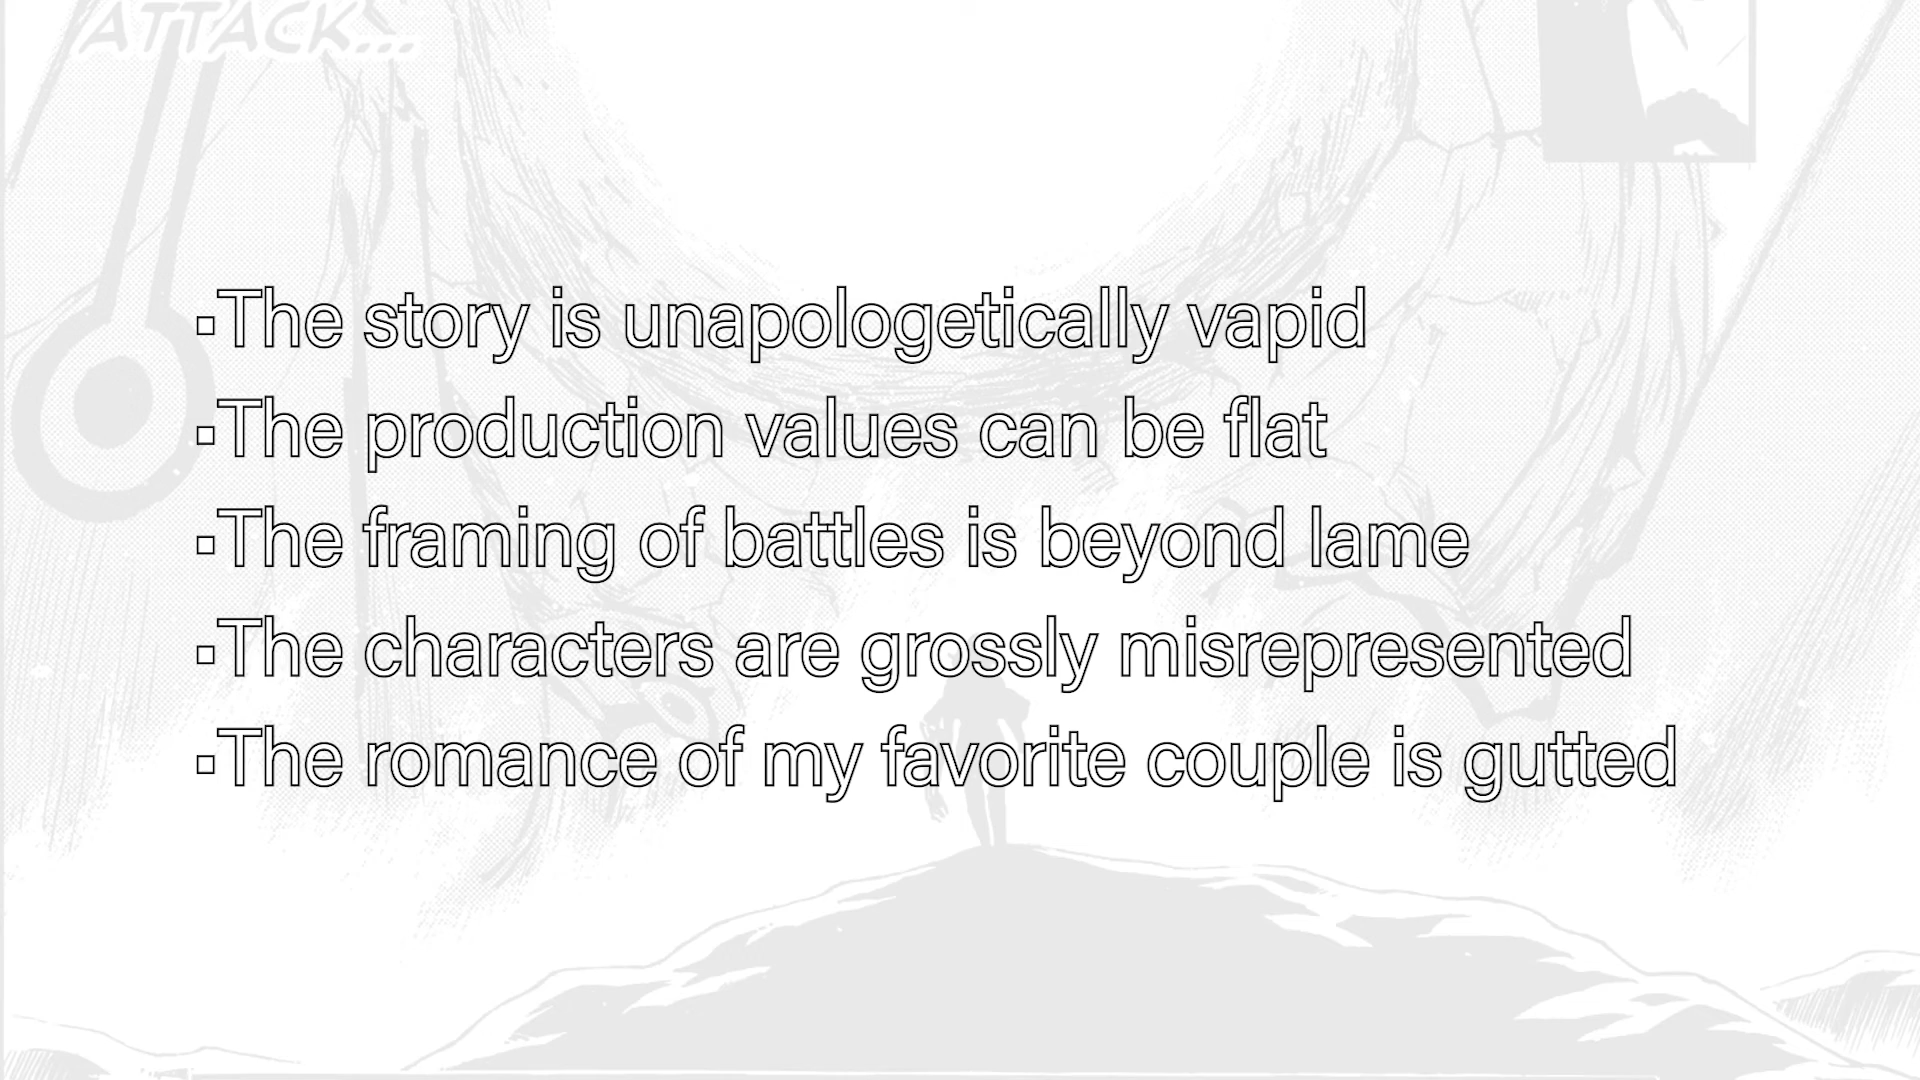 ATTACK...
▫The story is unapologetically vapid
▫The production values can be flat
▫The framing of battles is beyond lame
▫The characters are grossly misrepresented
▫The romance of my favorite couple is gutted